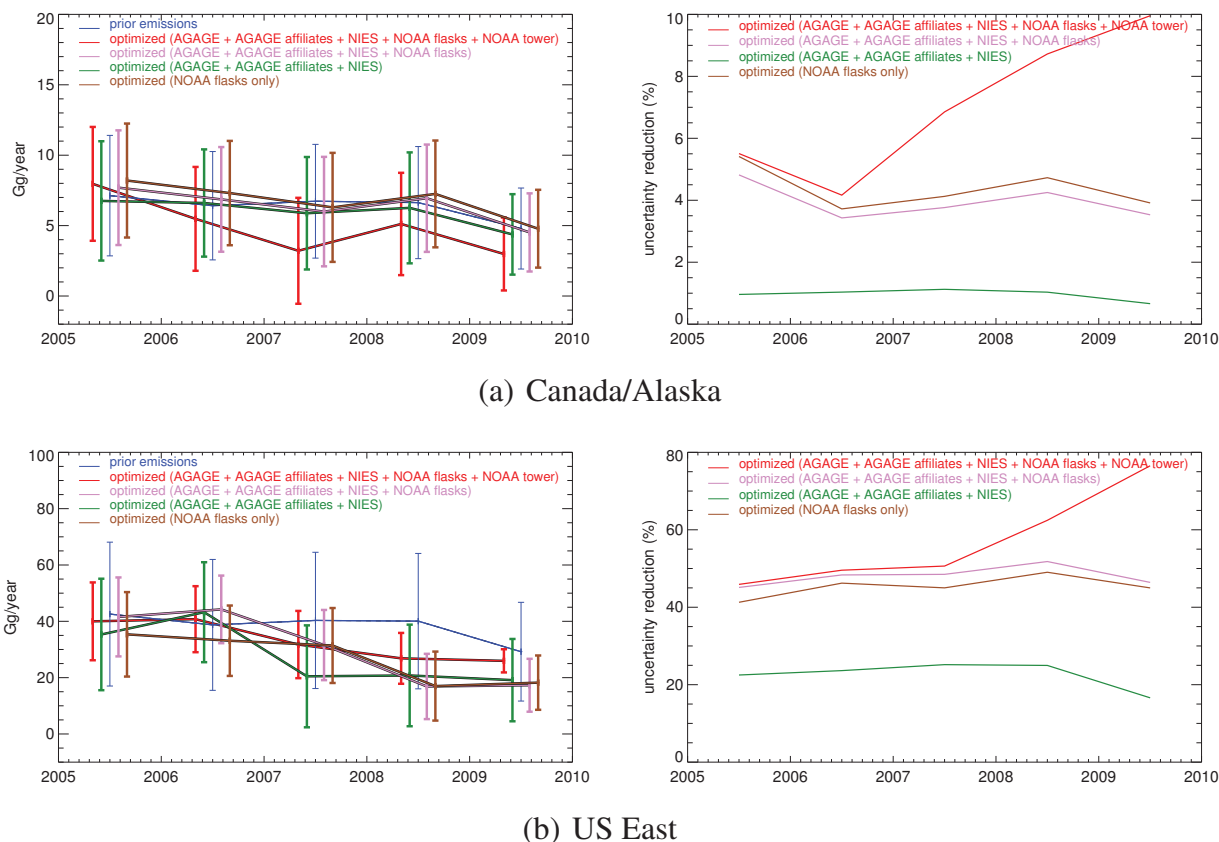 prior emissions
optimized (AGAGE + AGAGE affiliates + NIES + NOAA flasks + NOAA tower)
optimized (AGAGE + AGAGE affiliates + NIES + NOAA flasks)
optimized (AGAGE + AGAGE affiliates + NIES)
optimized (NOAA flasks only)
Gg/year
20
15
10
5
0
2005 2006 2007 2008 2009 2010
optimized (AGAGE + AGAGE affiliates + NIES + NOAA flasks + NOAA tower)
optimized (AGAGE + AGAGE affiliates + NIES + NOAA flasks)
optimized (AGAGE + AGAGE affiliates + NIES)
optimized (NOAA flasks only)
uncertainty reduction (%)
10
8
6
4
2
0
2005 2006 2007 2008 2009 2010
(a) Canada/Alaska
prior emissions
optimized (AGAGE + AGAGE affiliates + NIES + NOAA flasks + NOAA tower)
optimized (AGAGE + AGAGE affiliates + NIES + NOAA flasks)
optimized (AGAGE + AGAGE affiliates + NIES)
optimized (NOAA flasks only)
Gg/year
100
80
60
40
20
0
2005 2006 2007 2008 2009 2010
optimized (AGAGE + AGAGE affiliates + NIES + NOAA flasks + NOAA tower)
optimized (AGAGE + AGAGE affiliates + NIES + NOAA flasks)
optimized (AGAGE + AGAGE affiliates + NIES)
optimized (NOAA flasks only)
uncertainty reduction (%)
80
60
40
20
0
2005 2006 2007 2008 2009 2010
(b) US East